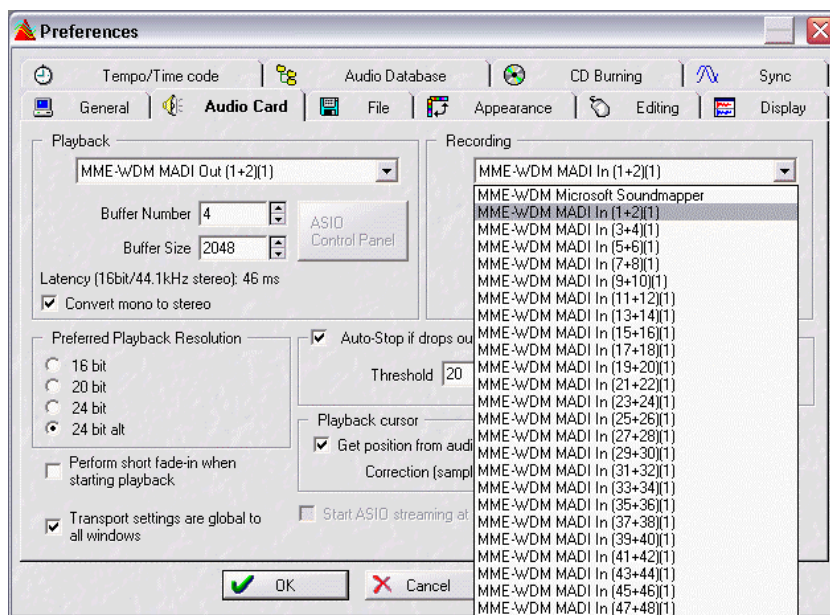 Preferences
Tempo/Time code
Audio Database
CD Burning
Sync
General
Audio Card
File
Appearance
Editing
Display
Playback
MME-WDM MADI Out (1+2)(1)
Buffer Number 4
Buffer Size 2048
ASIO
Control Panel
Latency (16bit/44.1kHz stereo): 46 ms
Convert mono to stereo
Recording
MME-WDM MADI In (1+2)(1)
MME-WDM Microsoft Soundmapper
MME-WDM MADI In (1+2)(1)
MME-WDM MADI In (3+4)(1)
MME-WDM MADI In (5+6)(1)
MME-WDM MADI In (7+8)(1)
MME-WDM MADI In (9+10)(1)
MME-WDM MADI In (11+12)(1)
MME-WDM MADI In (13+14)(1)
MME-WDM MADI In (15+16)(1)
MME-WDM MADI In (17+18)(1)
MME-WDM MADI In (19+20)(1)
MME-WDM MADI In (21+22)(1)
MME-WDM MADI In (23+24)(1)
MME-WDM MADI In (25+26)(1)
MME-WDM MADI In (27+28)(1)
MME-WDM MADI In (29+30)(1)
MME-WDM MADI In (31+32)(1)
MME-WDM MADI In (33+34)(1)
MME-WDM MADI In (35+36)(1)
MME-WDM MADI In (37+38)(1)
MME-WDM MADI In (39+40)(1)
MME-WDM MADI In (41+42)(1)
MME-WDM MADI In (43+44)(1)
MME-WDM MADI In (45+46)(1)
MME-WDM MADI In (47+48)(1)
Preferred Playback Resolution
16 bit
20 bit
24 bit
24 bit alt
Auto-Stop if drops ou
Threshold 20
Playback cursor
Get position from audi
Correction (sampl
Perform short fade-in when
starting playback
Transport settings are global to
all windows
Start ASIO streaming at
OK
Cancel